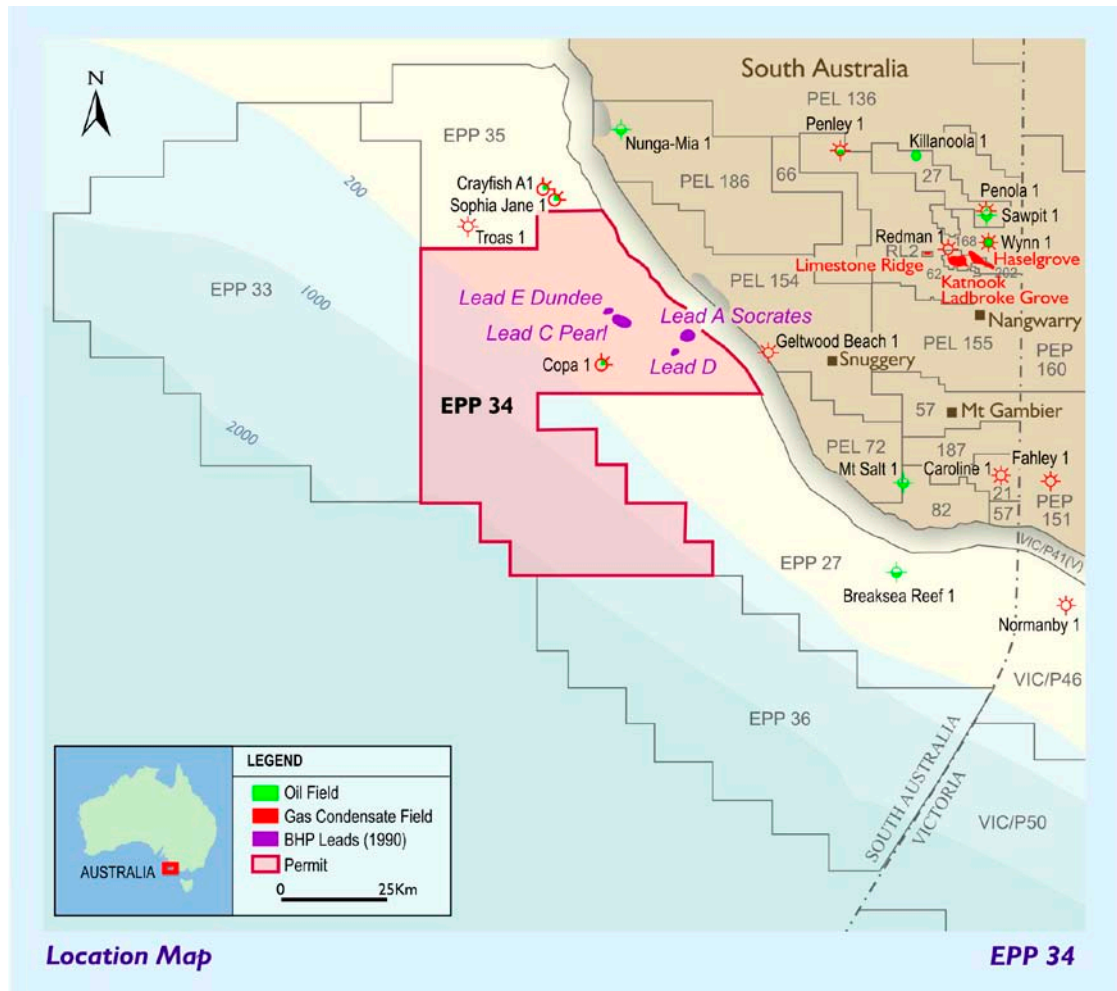 South Australia
PEL 136
N
EPP 35
Nunga-Mia 1
Penley 1
Killanoola 1
200
Crayfish A1
Sophia Jane 1
PEL 186
66
27
Penola 1
Sawpit 1
Troas 1
Redman 1
168
Wynn 1
RL2
Haselgrove
Limestone Ridge
62
202
Katnook
Ladbroke Grove
EPP 33
1000
PEL 154
Lead E Dundee
Lead A Socrates
Nangwarry
Lead C Pearl
Geltwood Beach 1
PEL 155
PEP
160
Copa 1
Lead D
Snuggery
EPP 34
57
Mt Gambier
2000
PEL 72
187
Mt Salt 1
Caroline 1
Fahley 1
21
82
57
PEP
151
VIC/P41(V)
EPP 27
Breaksea Reef 1
Normanby 1
VIC/P46
EPP 36
SOUTH AUSTRALIA
VICTORIA
VIC/P50
LEGEND
Oil Field
Gas Condensate Field
BHP Leads (1990)
Permit
0 25Km
AUSTRALIA
Location Map
EPP 34